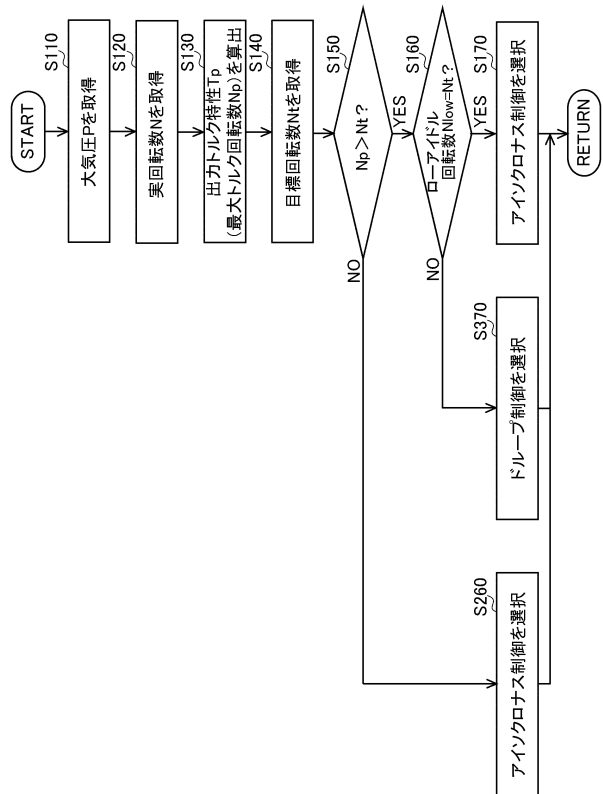 START
S110
大気圧Pを取得
S120
実回転数Nを取得
S130
出力トルク特性Tp
(最大トルク回転数Np)を算出
S140
目標回転数Ntを取得
S150
Np>Nt?
YES
NO
S160
ローアイドル
回転数Nlow=Nt?
YES
NO
S170
アイソクロナス制御を選択
S370
ドループ制御を選択
S260
アイソクロナス制御を選択
RETURN